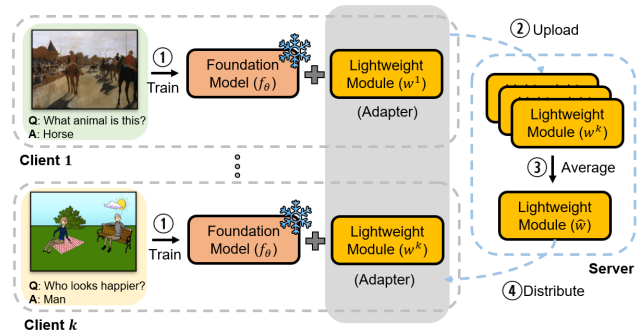 Q: What animal is this?
A: Horse
Client 1
①
Train
Foundation
Model (f_θ)
Lightweight
Module (w¹)
(Adapter)
② Upload
Lightweight
Module (wᵏ)
③ Average
Lightweight
Module (ŵ)
Server
④ Distribute
Q: Who looks happier?
A: Man
Client k
①
Train
Foundation
Model (f_θ)
Lightweight
Module (wᵏ)
(Adapter)